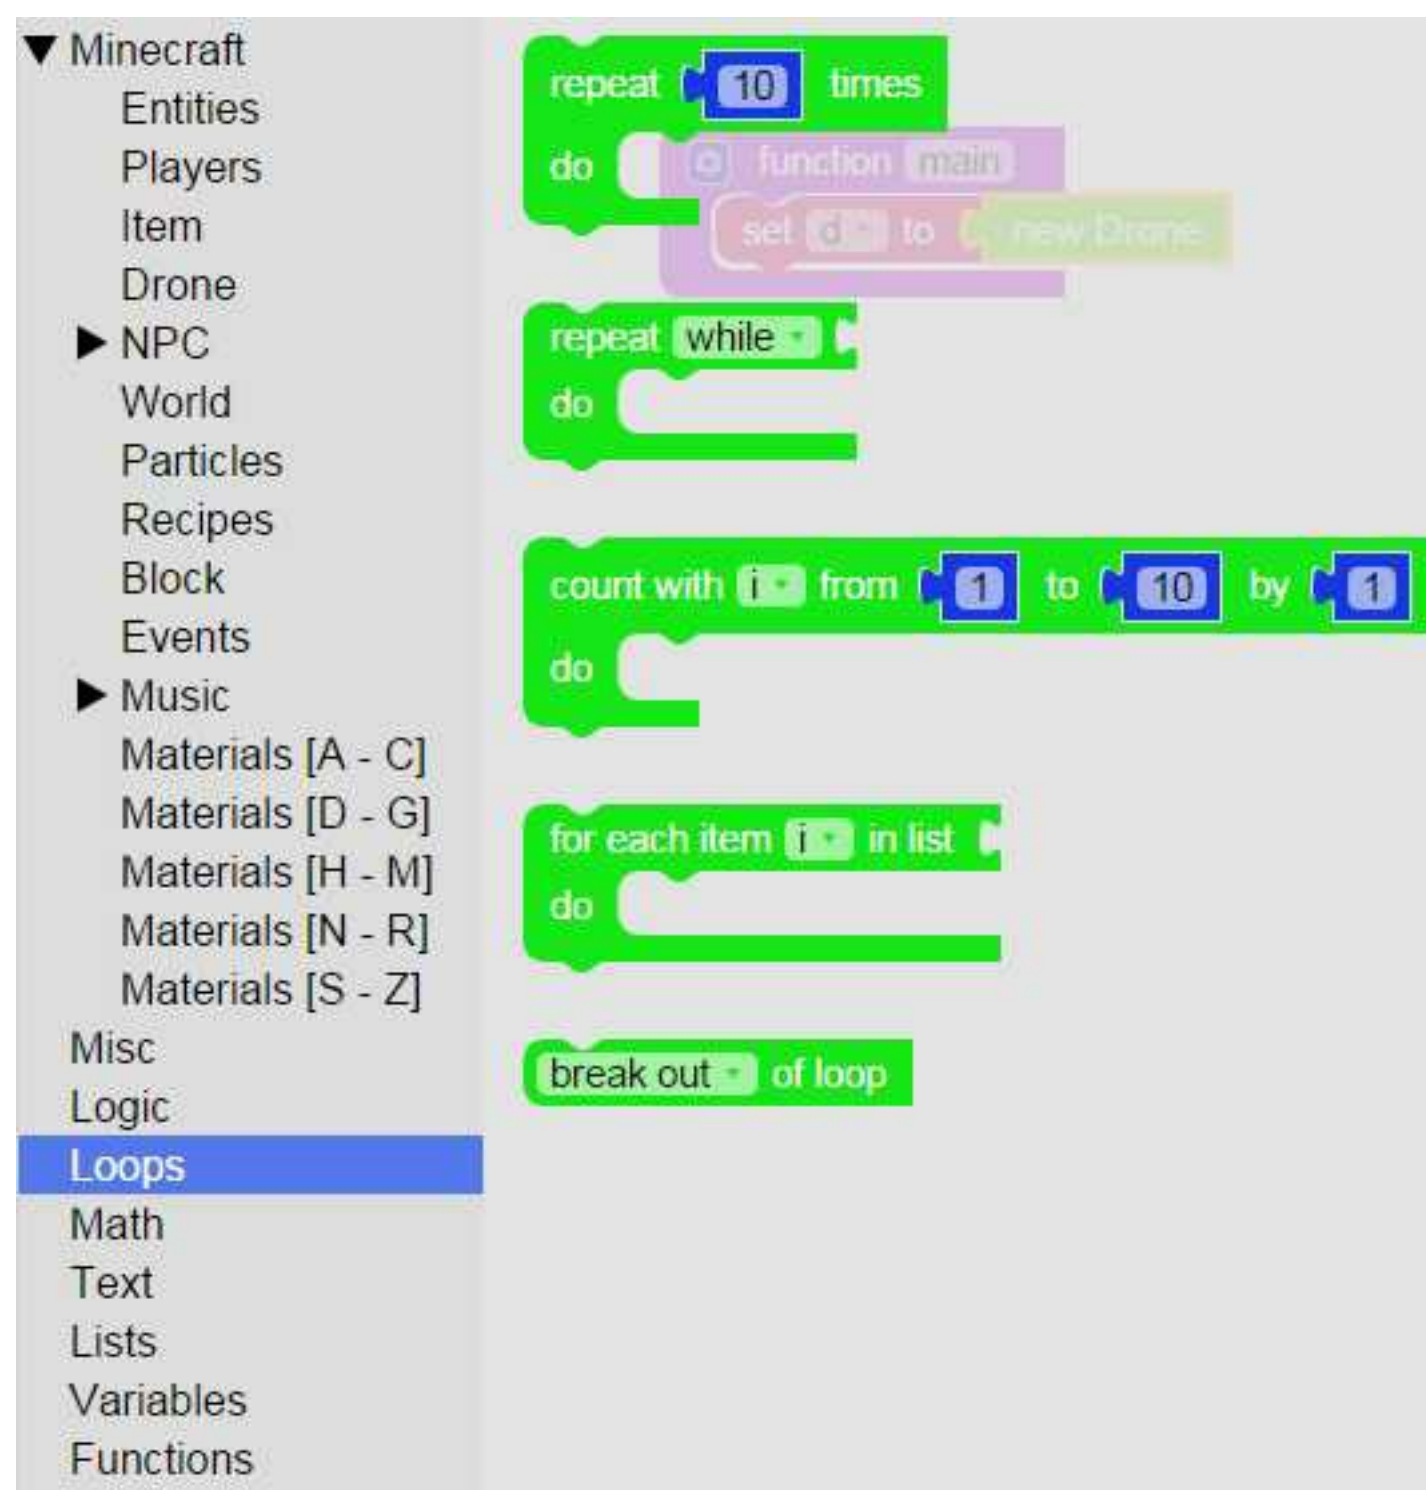 Minecraft
Entities
Players
Item
Drone
NPC
World
Particles
Recipes
Block
Events
Music
Materials [A - C]
Materials [D - G]
Materials [H - M]
Materials [N - R]
Materials [S - Z]
Misc
Logic
Loops
Math
Text
Lists
Variables
Functions
repeat 10 times
do
function main
set d to new Drone
repeat while
do
count with i from 1 to 10 by 1
do
for each item i in list
do
break out of loop